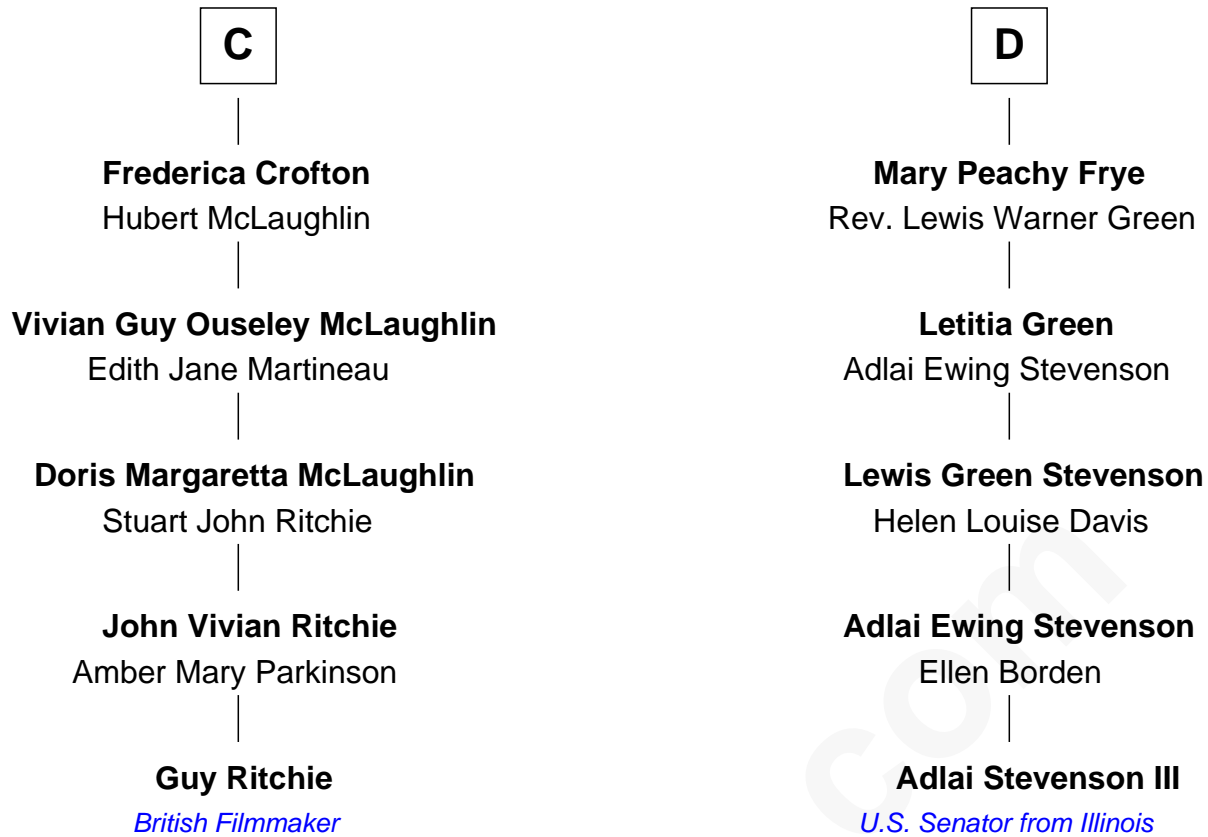 C
Frederica Crofton
Hubert McLaughlin
Vivian Guy Ouseley McLaughlin
Edith Jane Martineau
Doris Margaretta McLaughlin
Stuart John Ritchie
John Vivian Ritchie
Amber Mary Parkinson
Guy Ritchie
British Filmmaker
D
Mary Peachy Frye
Rev. Lewis Warner Green
Letitia Green
Adlai Ewing Stevenson
Lewis Green Stevenson
Helen Louise Davis
Adlai Ewing Stevenson
Ellen Borden
Adlai Stevenson III
U.S. Senator from Illinois
com